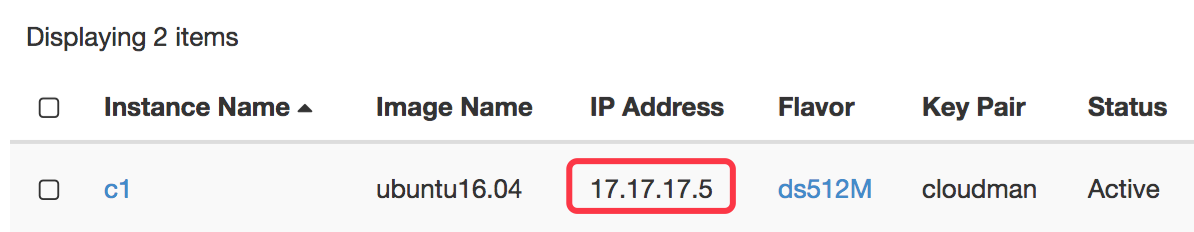 Displaying 2 items
Instance Name Image Name IP Address Flavor Key Pair Status
c1 ubuntu16.04 17.17.17.5 ds512M cloudman Active